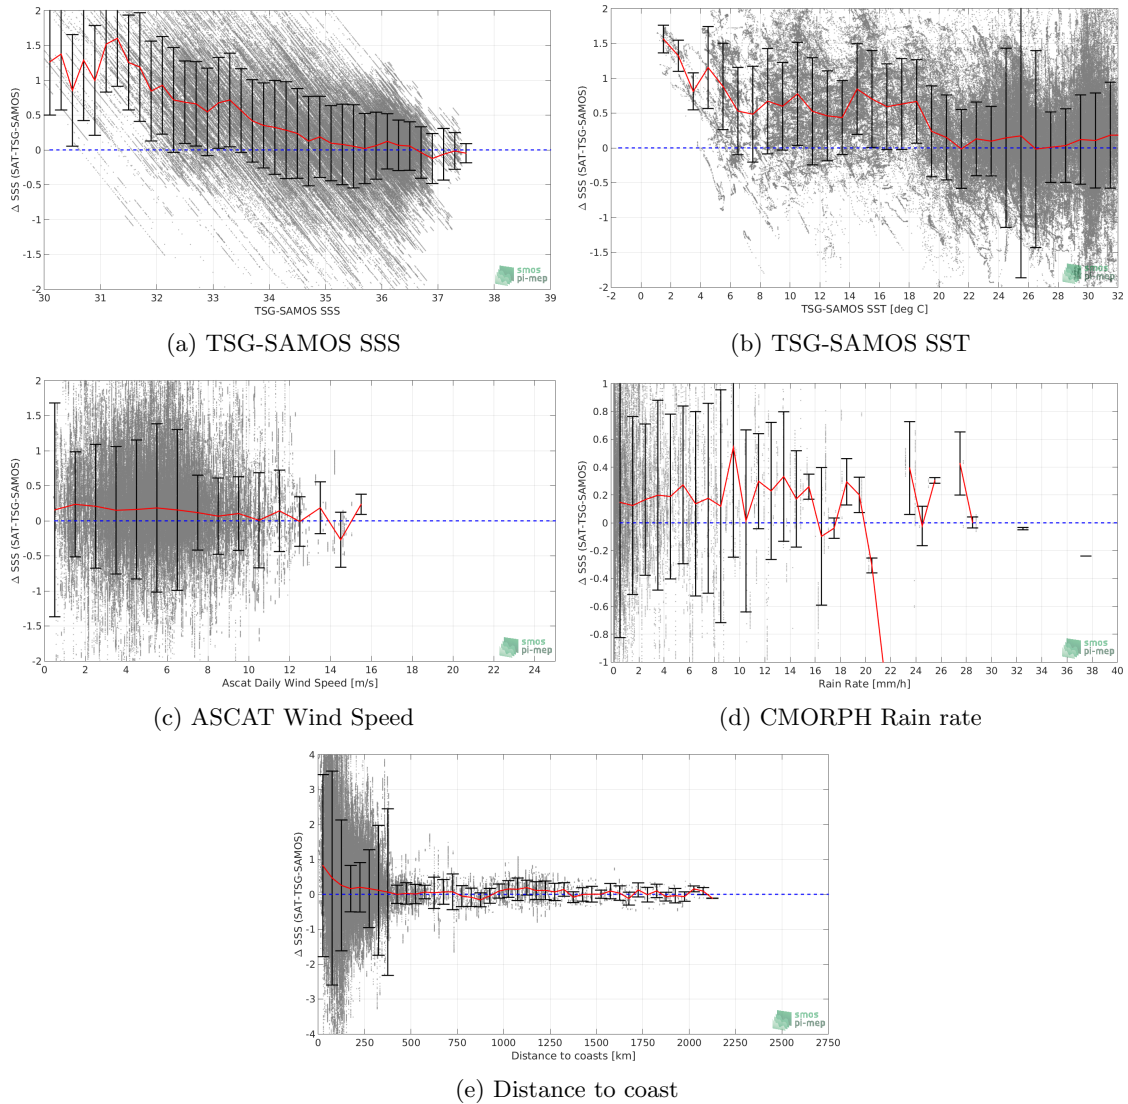 2
1.5
1
0.5
0
-0.5
-1
-1.5
-2
Δ SSS (SAT-TSG-SAMOS)
30 31 32 33 34 35 36 37 38 39
TSG-SAMOS SSS
smos
pi-mep
(a) TSG-SAMOS SSS
2
1.5
1
0.5
0
-0.5
-1
-1.5
-2
Δ SSS (SAT-TSG-SAMOS)
-2 0 2 4 6 8 10 12 14 16 18 20 22 24 26 28 30 32
TSG-SAMOS SST [deg C]
smos
pi-mep
(b) TSG-SAMOS SST
2
1.5
1
0.5
0
-0.5
-1
-1.5
-2
Δ SSS (SAT-TSG-SAMOS)
0 2 4 6 8 10 12 14 16 18 20 22 24
Ascat Daily Wind Speed [m/s]
smos
pi-mep
(c) ASCAT Wind Speed
1
0.8
0.6
0.4
0.2
0
-0.2
-0.4
-0.6
-0.8
-1
Δ SSS (SAT-TSG-SAMOS)
0 2 4 6 8 10 12 14 16 18 20 22 24 26 28 30 32 34 36 38 40
Rain Rate [mm/h]
smos
pi-mep
(d) CMORPH Rain rate
4
3
2
1
0
-1
-2
-3
-4
Δ SSS (SAT-TSG-SAMOS)
0 250 500 750 1000 1250 1500 1750 2000 2250 2500 2750
Distance to coasts [km]
smos
pi-mep
(e) Distance to coast